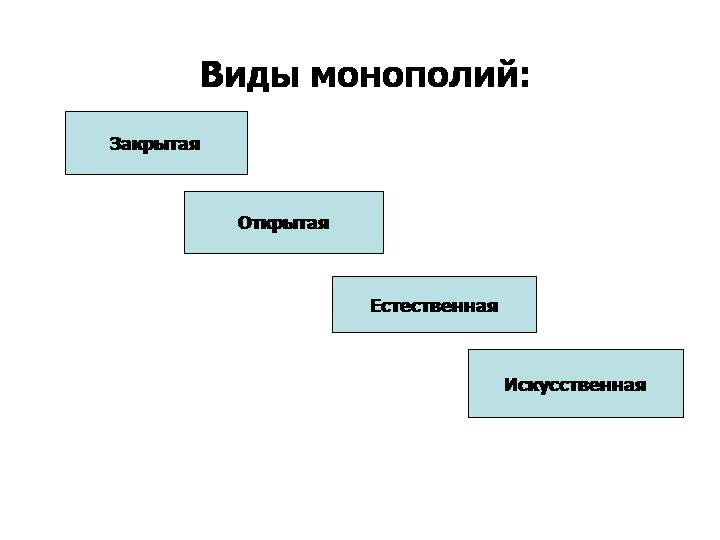 Виды монополий:
Закрытая
Открытая
Естественная
Искусственная